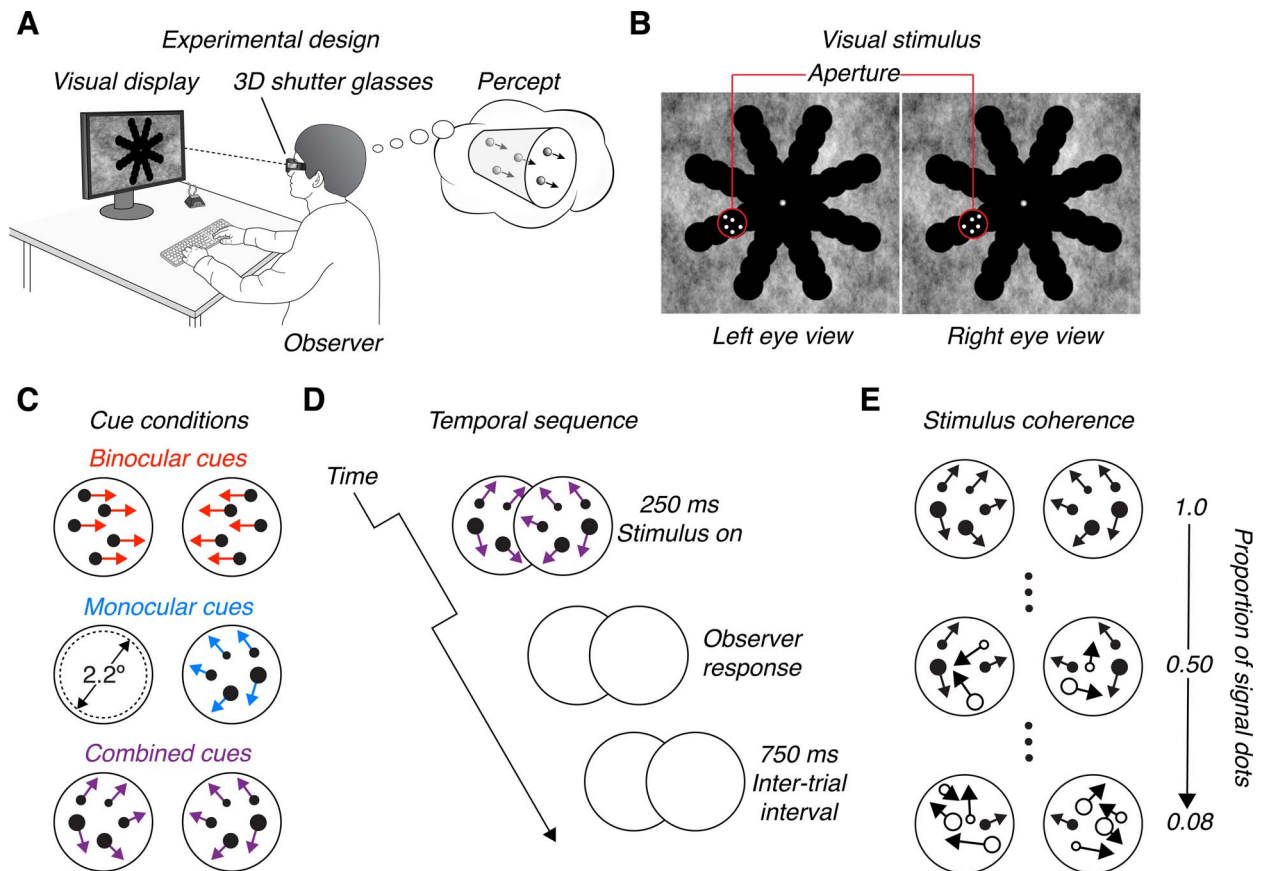 A
Experimental design
Visual display
3D shutter glasses
Percept
Observer
B
Visual stimulus
Aperture
Left eye view
Right eye view
C
Cue conditions
Binocular cues
Monocular cues
2.2º
Combined cues
D
Temporal sequence
Time
250 ms
Stimulus on
Observer
response
750 ms
Inter-trial
interval
E
Stimulus coherence
1.0
0.50
0.08
Proportion of signal dots